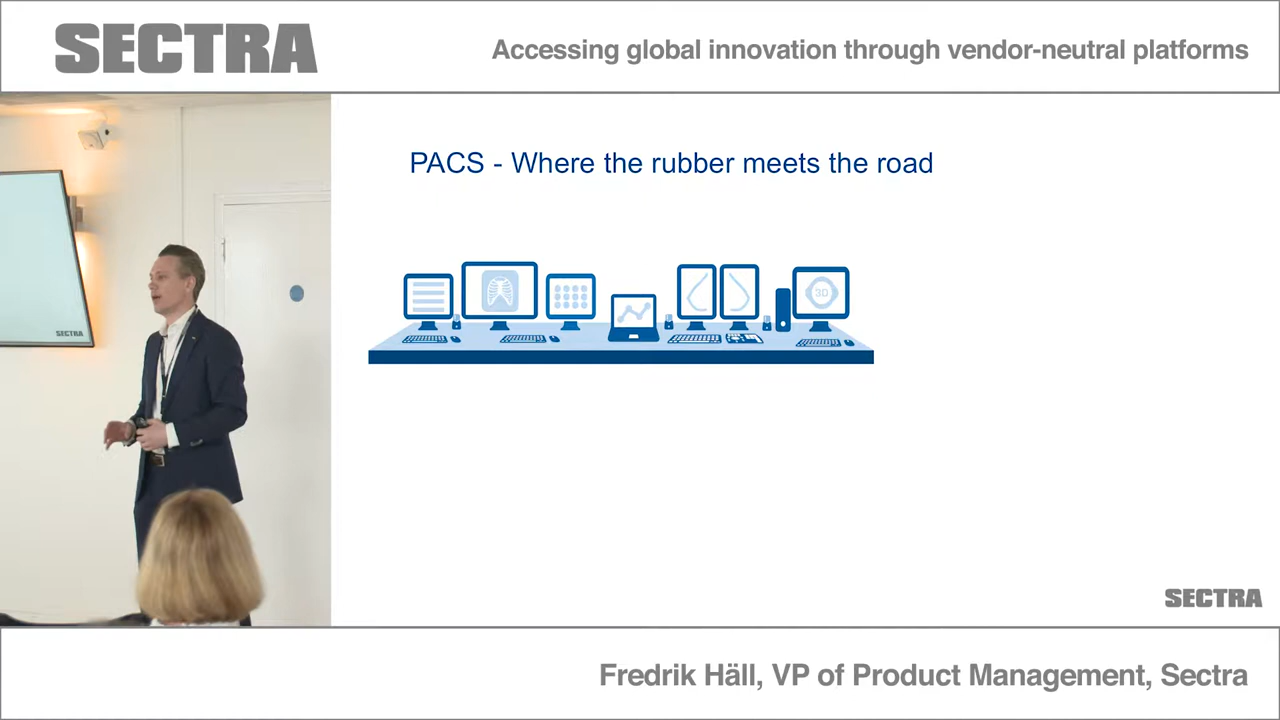 SECTRA
Accessing global innovation through vendor-neutral platforms
PACS - Where the rubber meets the road
3D
SECTRA
SECTRA
Fredrik Häll, VP of Product Management, Sectra